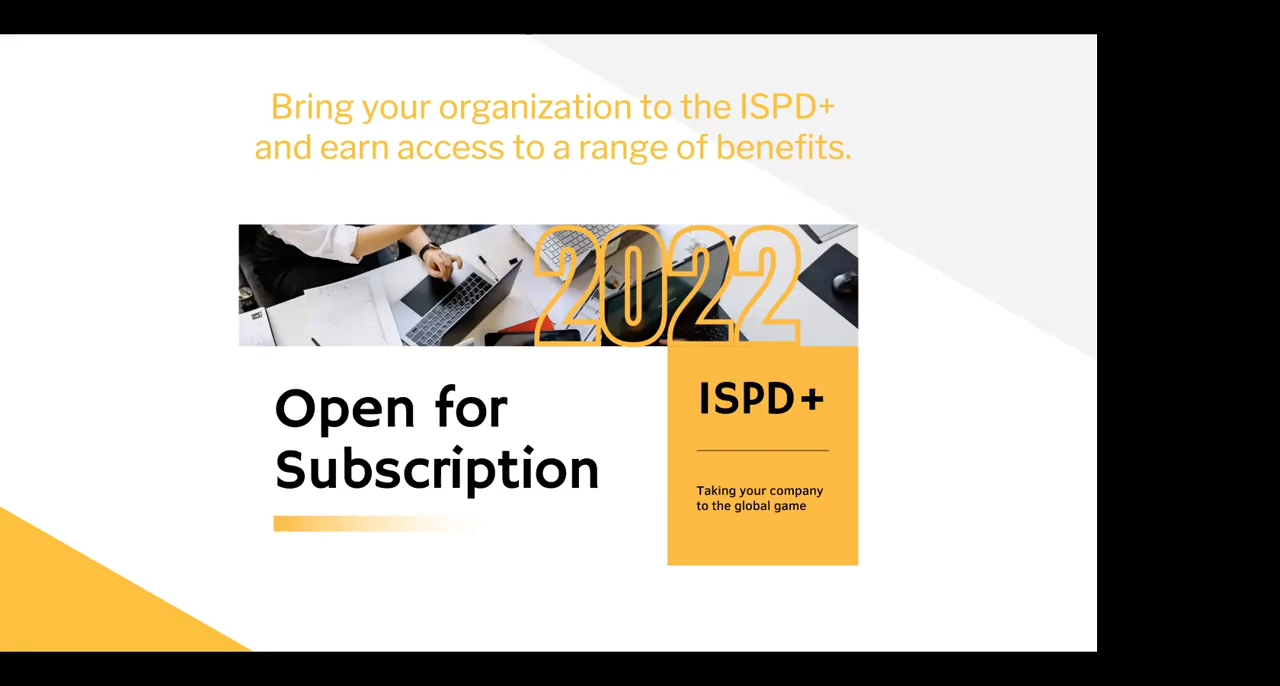 Bring your organization to the ISPD+
and earn access to a range of benefits.
2022
Open for
Subscription
ISPD+
Taking your company
to the global game